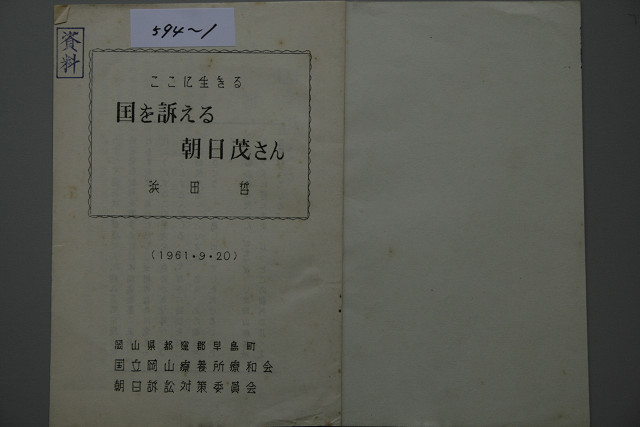 594~1
資料
ここに生きる
国を訴える
朝日茂さん
浜田哲
(1961・9・20)
岡山県都窪郡早島町
国立岡山療養所療和会
朝日訴訟対策委員会